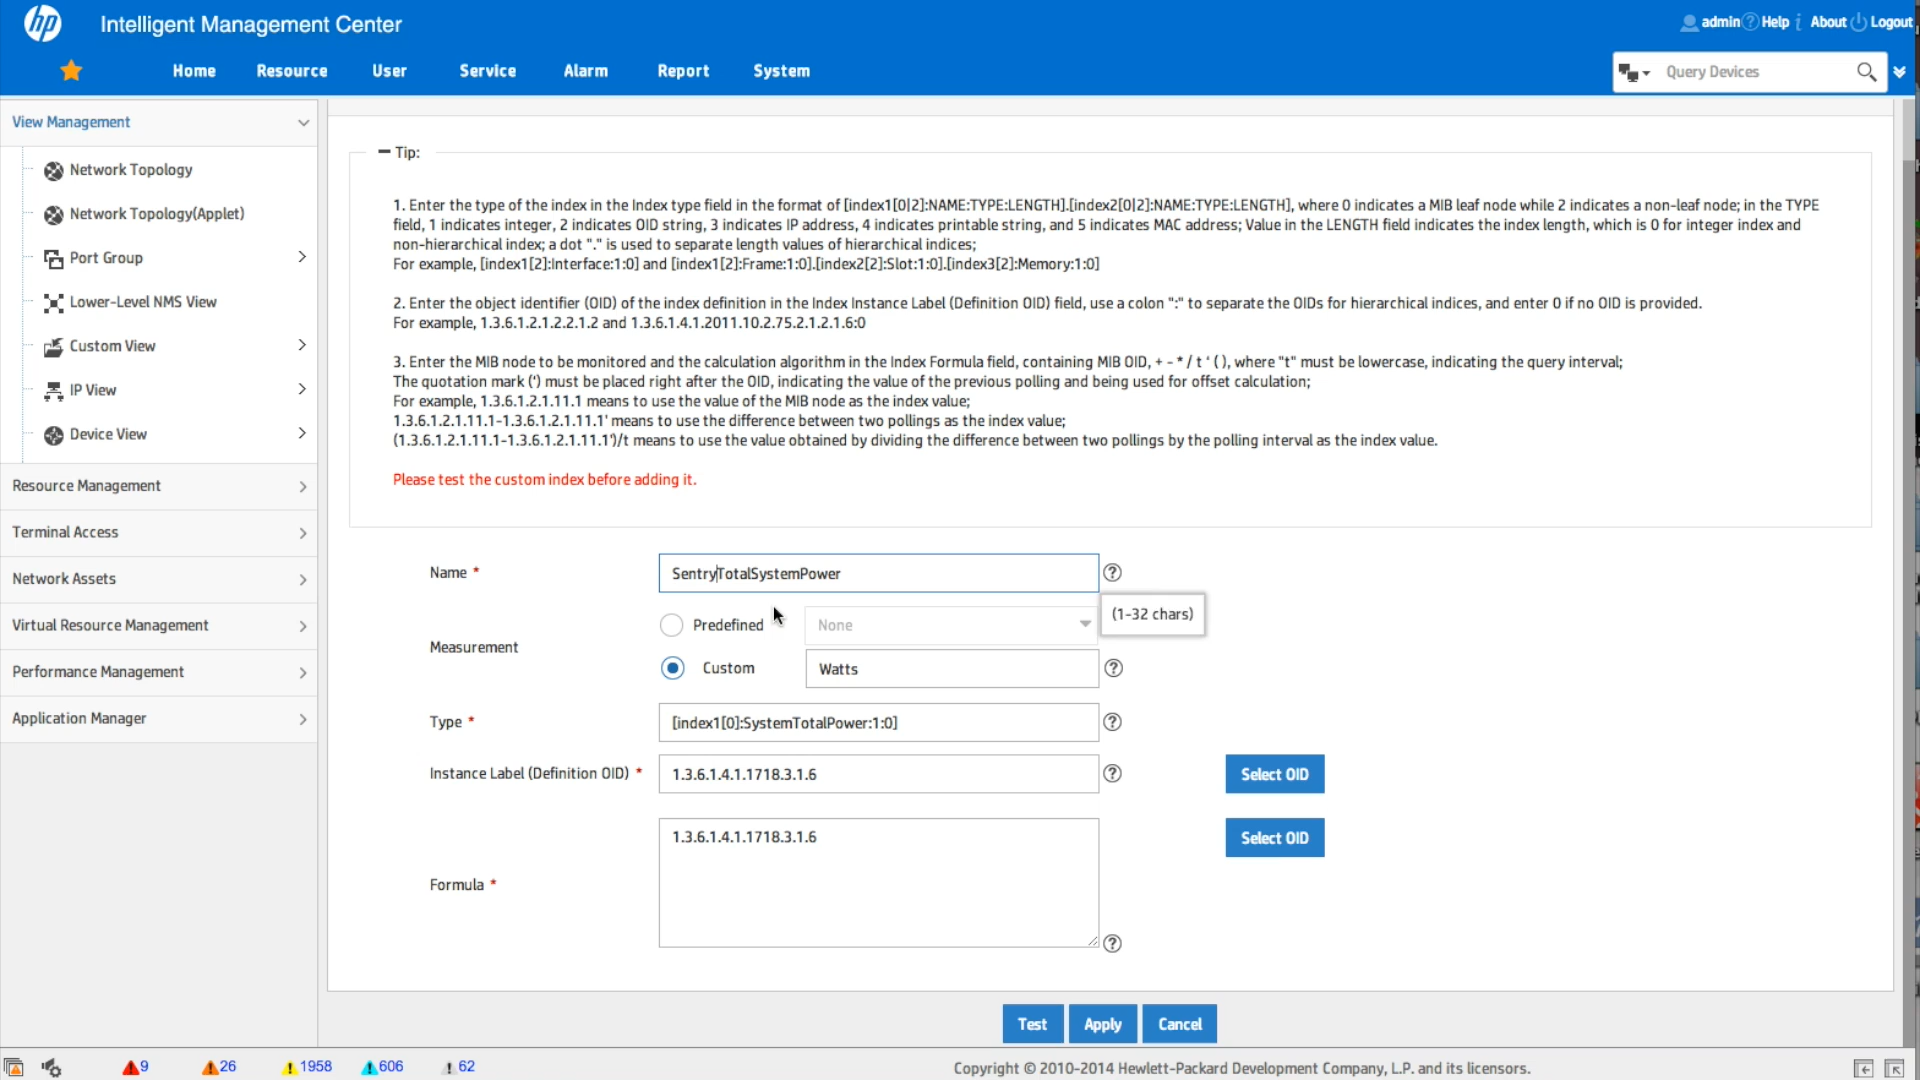 hp
Intelligent Management Center
admin Help About Logout
Home Resource User Service Alarm Report System
Query Devices
View Management
Network Topology
Network Topology(Applet)
Port Group
Lower-Level NMS View
Custom View
IP View
Device View
Resource Management
Terminal Access
Network Assets
Virtual Resource Management
Performance Management
Application Manager
Tip:
1. Enter the type of the index in the Index type field in the format of [index1[0|2]:NAME:TYPE:LENGTH].[index2[0|2]:NAME:TYPE:LENGTH], where 0 indicates a MIB leaf node while 2 indicates a non-leaf node; in the TYPE
field, 1 indicates integer, 2 indicates OID string, 3 indicates IP address, 4 indicates printable string, and 5 indicates MAC address; Value in the LENGTH field indicates the index length, which is 0 for integer index and
non-hierarchical index; a dot "." is used to separate length values of hierarchical indices;
For example, [index1[2]:Interface:1:0] and [index1[2]:Frame:1:0].[index2[2]:Slot:1:0].[index3[2]:Memory:1:0]
2. Enter the object identifier (OID) of the index definition in the Index Instance Label (Definition OID) field, use a colon ":" to separate the OIDs for hierarchical indices, and enter 0 if no OID is provided.
For example, 1.3.6.1.2.1.2.2.1.2 and 1.3.6.1.4.1.2011.10.2.75.2.1.2.1.6:0
3. Enter the MIB node to be monitored and the calculation algorithm in the Index Formula field, containing MIB OID, + - * / t ' ( ), where "t" must be lowercase, indicating the query interval;
The quotation mark (') must be placed right after the OID, indicating the value of the previous polling and being used for offset calculation;
For example, 1.3.6.1.2.1.11.1 means to use the value of the MIB node as the index value;
1.3.6.1.2.1.11.1-1.3.6.1.2.1.11.1' means to use the difference between two pollings as the index value;
(1.3.6.1.2.1.11.1-1.3.6.1.2.1.11.1')/t means to use the value obtained by dividing the difference between two pollings by the polling interval as the index value.
Please test the custom index before adding it.
Name * SentryTotalSystemPower
(1-32 chars)
Measurement
Predefined None
Custom Watts
Type * [index1[0]:SystemTotalPower:1:0]
Instance Label (Definition OID) * 1.3.6.1.4.1.1718.3.1.6 Select OID
Formula * 1.3.6.1.4.1.1718.3.1.6 Select OID
Test Apply Cancel
9 26 1958 606 62
Copyright © 2010-2014 Hewlett-Packard Development Company, L.P. and its licensors.